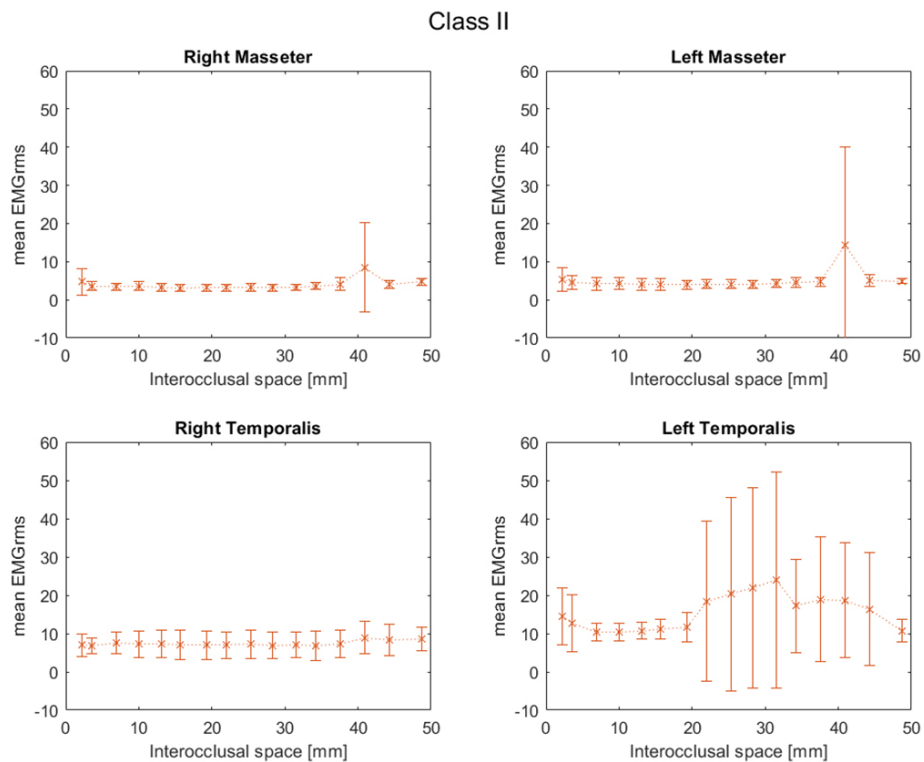 Class II
Right Masseter
60
50
40
30
20
10
0
-10
mean EMGrms
0 10 20 30 40 50
Interocclusal space [mm]
Left Masseter
60
50
40
30
20
10
0
-10
mean EMGrms
0 10 20 30 40 50
Interocclusal space [mm]
Right Temporalis
60
50
40
30
20
10
0
-10
mean EMGrms
0 10 20 30 40 50
Interocclusal space [mm]
Left Temporalis
60
50
40
30
20
10
0
-10
mean EMGrms
0 10 20 30 40 50
Interocclusal space [mm]